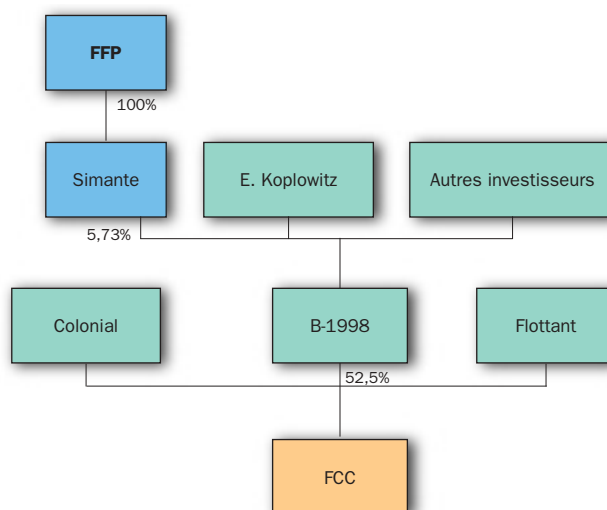 FFP
100%
Simante
E. Koplowitz
Autres investisseurs
5,73%
Colonial
B-1998
Flottant
52,5%
FCC